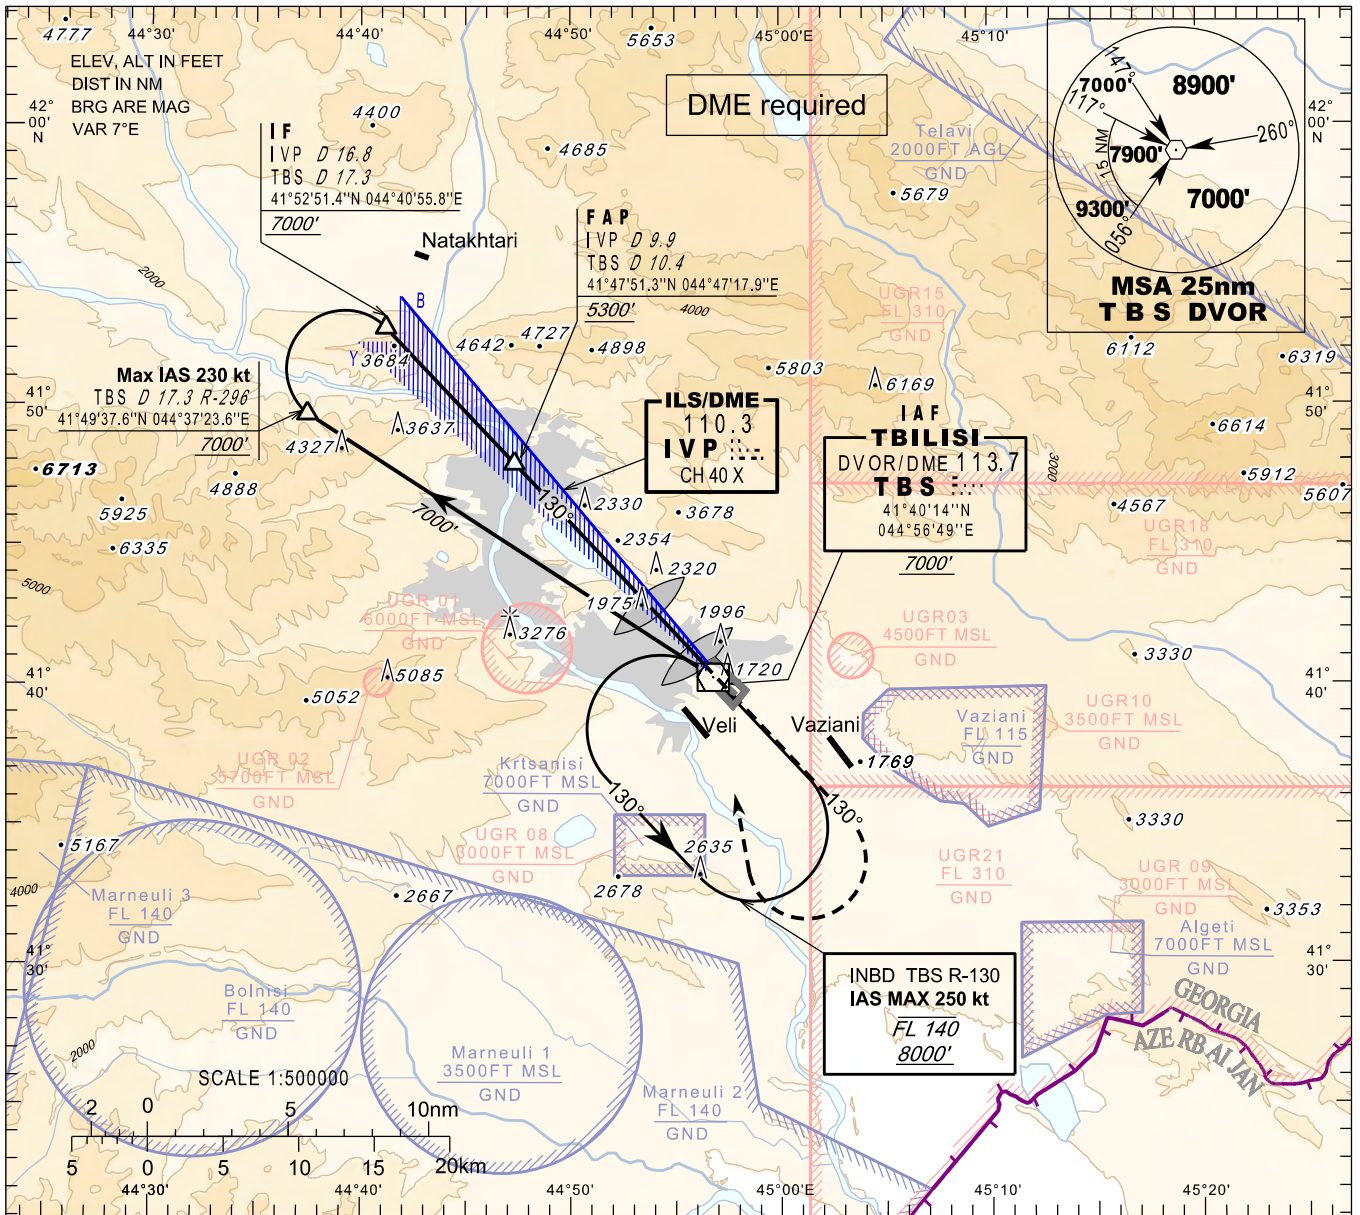 44°30'
44°40'
44°50'
45°00'E
45°10'
4777
5653
ELEV, ALT IN FEET
DIST IN NM
BRG ARE MAG
VAR 7°E
42°
00'
N
4400
DME required
147°
7000'
117°
8900'
260°
15 NM
7900'
9300'
056°
7000'
MSA 25nm
TBS DVOR
42°
00'
N
IF
IVP D 16.8
TBS D 17.3
41°52'51.4"N 044°40'55.8"E
7000'
4685
Telavi
2000FT AGL
GND
5679
Natakhtari
FAP
IVP D 9.9
TBS D 10.4
41°47'51.3"N 044°47'17.9"E
5300'
2000
4000
UGR15
FL 310
GND
B
Y
3684
4642
4727
4898
5803
6169
6112
6319
Max IAS 230 kt
TBS D 17.3 R-296
41°49'37.6"N 044°37'23.6"E
7000'
41°
50'
41°
50'
ILS/DME
110.3
IVP
CH 40 X
IAF
TBILISI
DVOR/DME 113.7
TBS
41°40'14"N
044°56'49"E
7000'
3637
4327
6614
6713
4888
5912
5607
3000
5925
7000'
130°
2330
3678
4567
UGR18
FL 310
GND
6335
2354
2320
5000
UGR 01
6000FT MSL
GND
1975
1996
UGR03
4500FT MSL
GND
3276
3330
41°
40'
5085
1720
41°
40'
5052
UGR10
3500FT MSL
GND
Veli
Vaziani
Vaziani
FL 115
GND
UGR 02
5700FT MSL
GND
Krtsanisi
7000FT MSL
GND
1769
130°
130°
3330
5167
UGR 08
3000FT MSL
GND
2635
UGR21
FL 310
GND
UGR 09
3000FT MSL
GND
2678
2667
4000
Marneuli 3
FL 140
GND
3353
Algeti
7000FT MSL
GND
41°
30'
41°
30'
INBD TBS R-130
IAS MAX 250 kt
FL 140
8000'
Bolnisi
FL 140
GND
GEORGIA
AZERBAIJAN
2000
Marneuli 1
3500FT MSL
GND
SCALE 1:500000
Marneuli 2
FL 140
GND
2 0 5 10nm
5 0 5 10 15 20km
44°30'
44°40'
44°50'
45°00'E
45°10'
45°20'